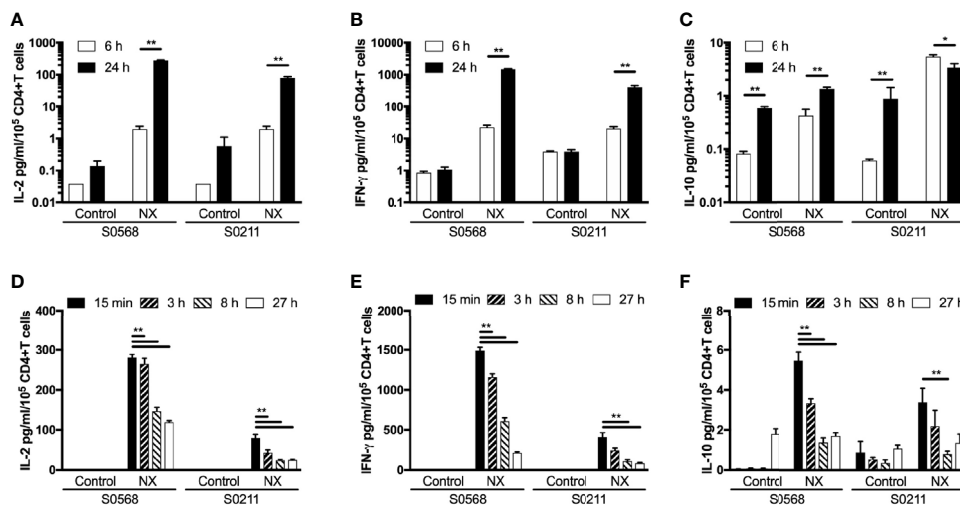 A
IL-2 pg/ml/10⁵ CD4+T cells
6 h
24 h
1000
100
10
1
0.1
0.01
**
**
Control NX Control NX
S0568 S0211
B
IFN-γ pg/ml/10⁵ CD4+T cells
6 h
24 h
10000
1000
100
10
1
0.1
**
**
Control NX Control NX
S0568 S0211
C
IL-10 pg/ml/10⁵ CD4+T cells
6 h
24 h
10
1
0.1
0.01
**
**
**
*
Control NX Control NX
S0568 S0211
D
IL-2 pg/ml/10⁵ CD4+T cells
15 min 3 h 8 h 27 h
400
300
200
100
0
**
**
Control NX Control NX
S0568 S0211
E
IFN-γ pg/ml/10⁵ CD4+T cells
15 min 3 h 8 h 27 h
2000
1500
1000
500
0
**
**
Control NX Control NX
S0568 S0211
F
IL-10 pg/ml/10⁵ CD4+T cells
15 min 3 h 8 h 27 h
8
6
4
2
0
**
**
Control NX Control NX
S0568 S0211